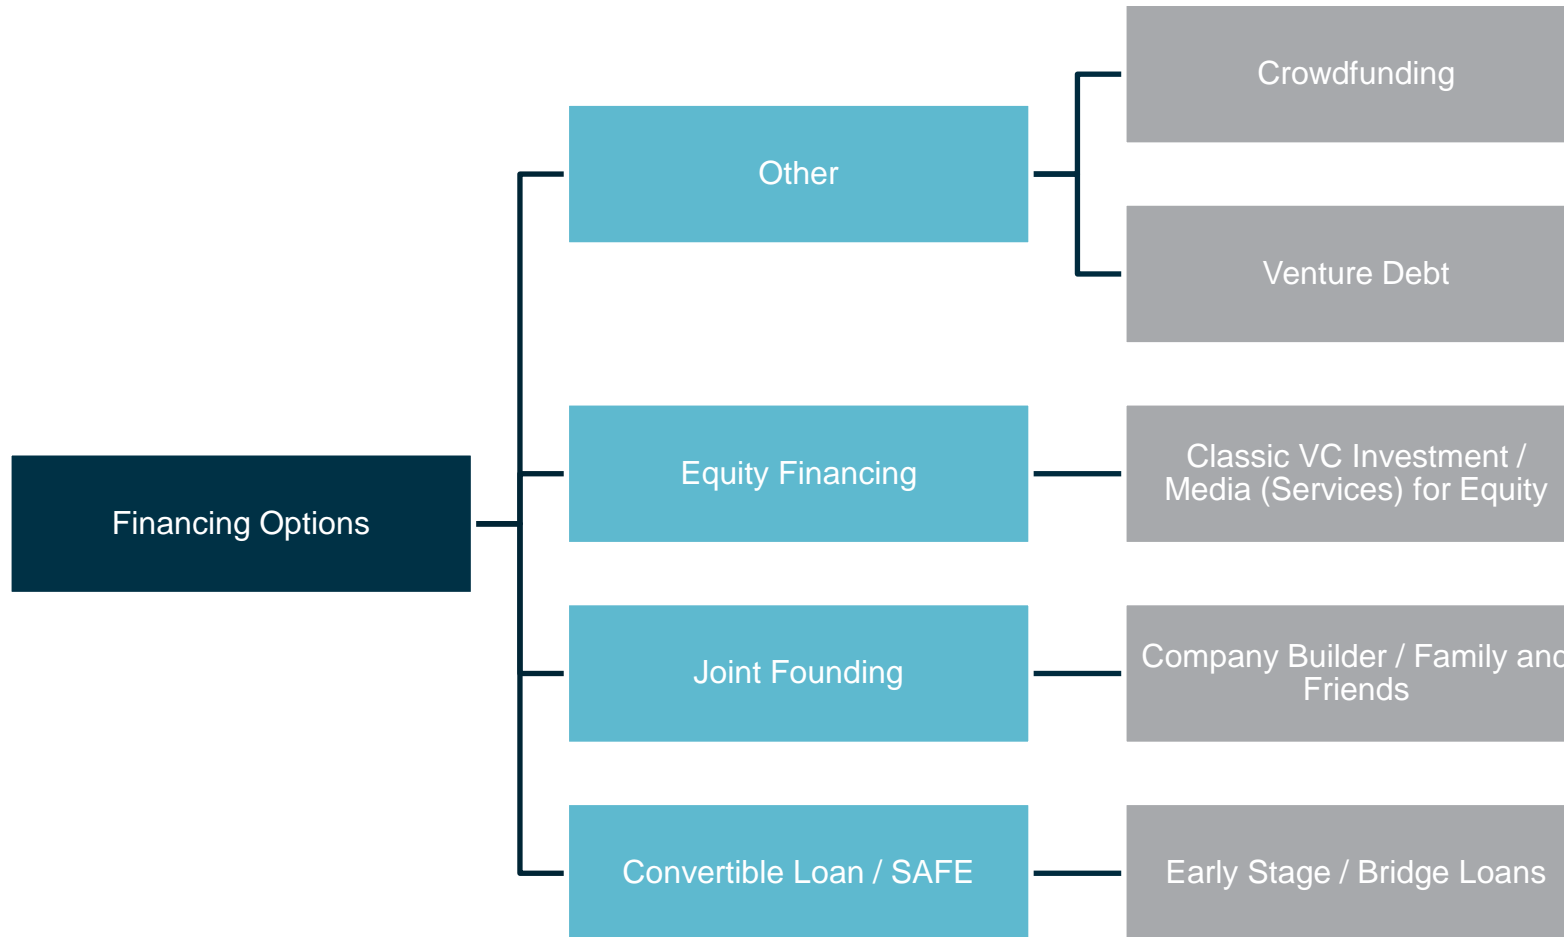 Financing Options
Other
Crowdfunding
Venture Debt
Equity Financing
Classic VC Investment /
Media (Services) for Equity
Joint Founding
Company Builder / Family and
Friends
Convertible Loan / SAFE
Early Stage / Bridge Loans